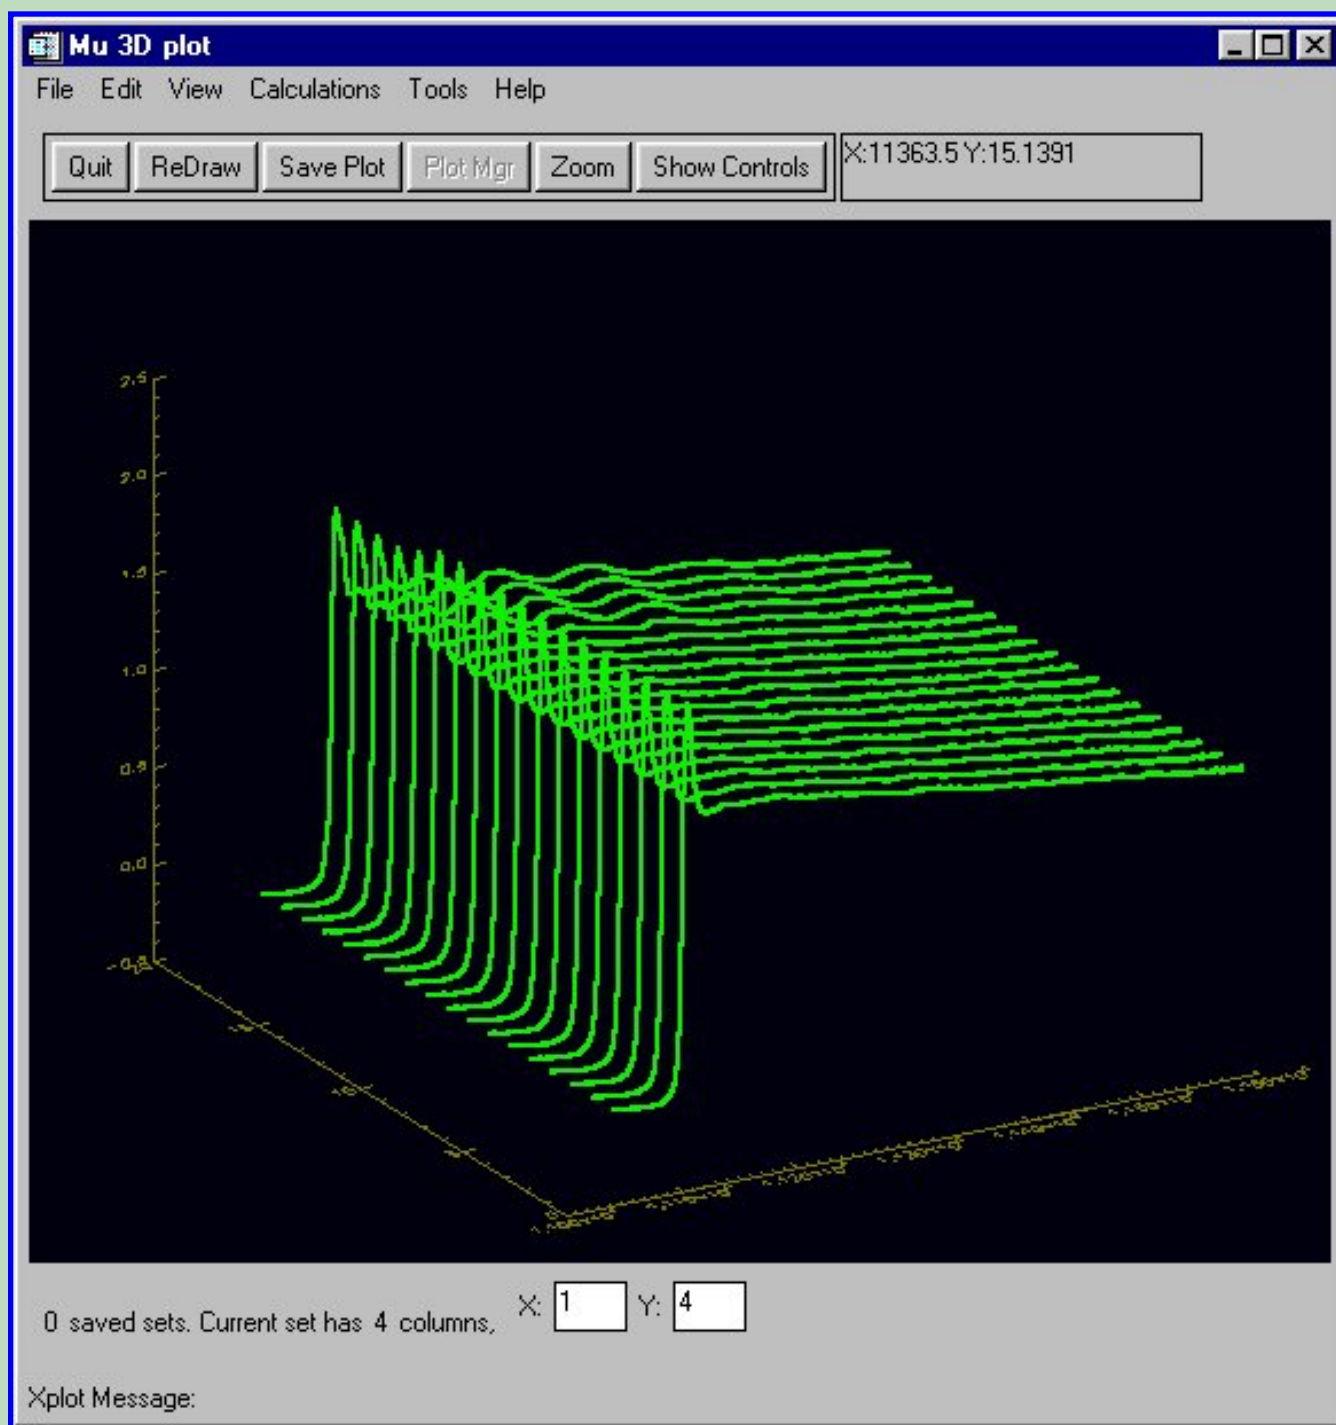 Mu 3D plot
File Edit View Calculations Tools Help
Quit ReDraw Save Plot Plot Mgr Zoom Show Controls X:11363.5 Y:15.1391
2.5
2.0
1.5
1.0
0.5
0.0
0 saved sets. Current set has 4 columns, X: 1 Y: 4
Xplot Message: